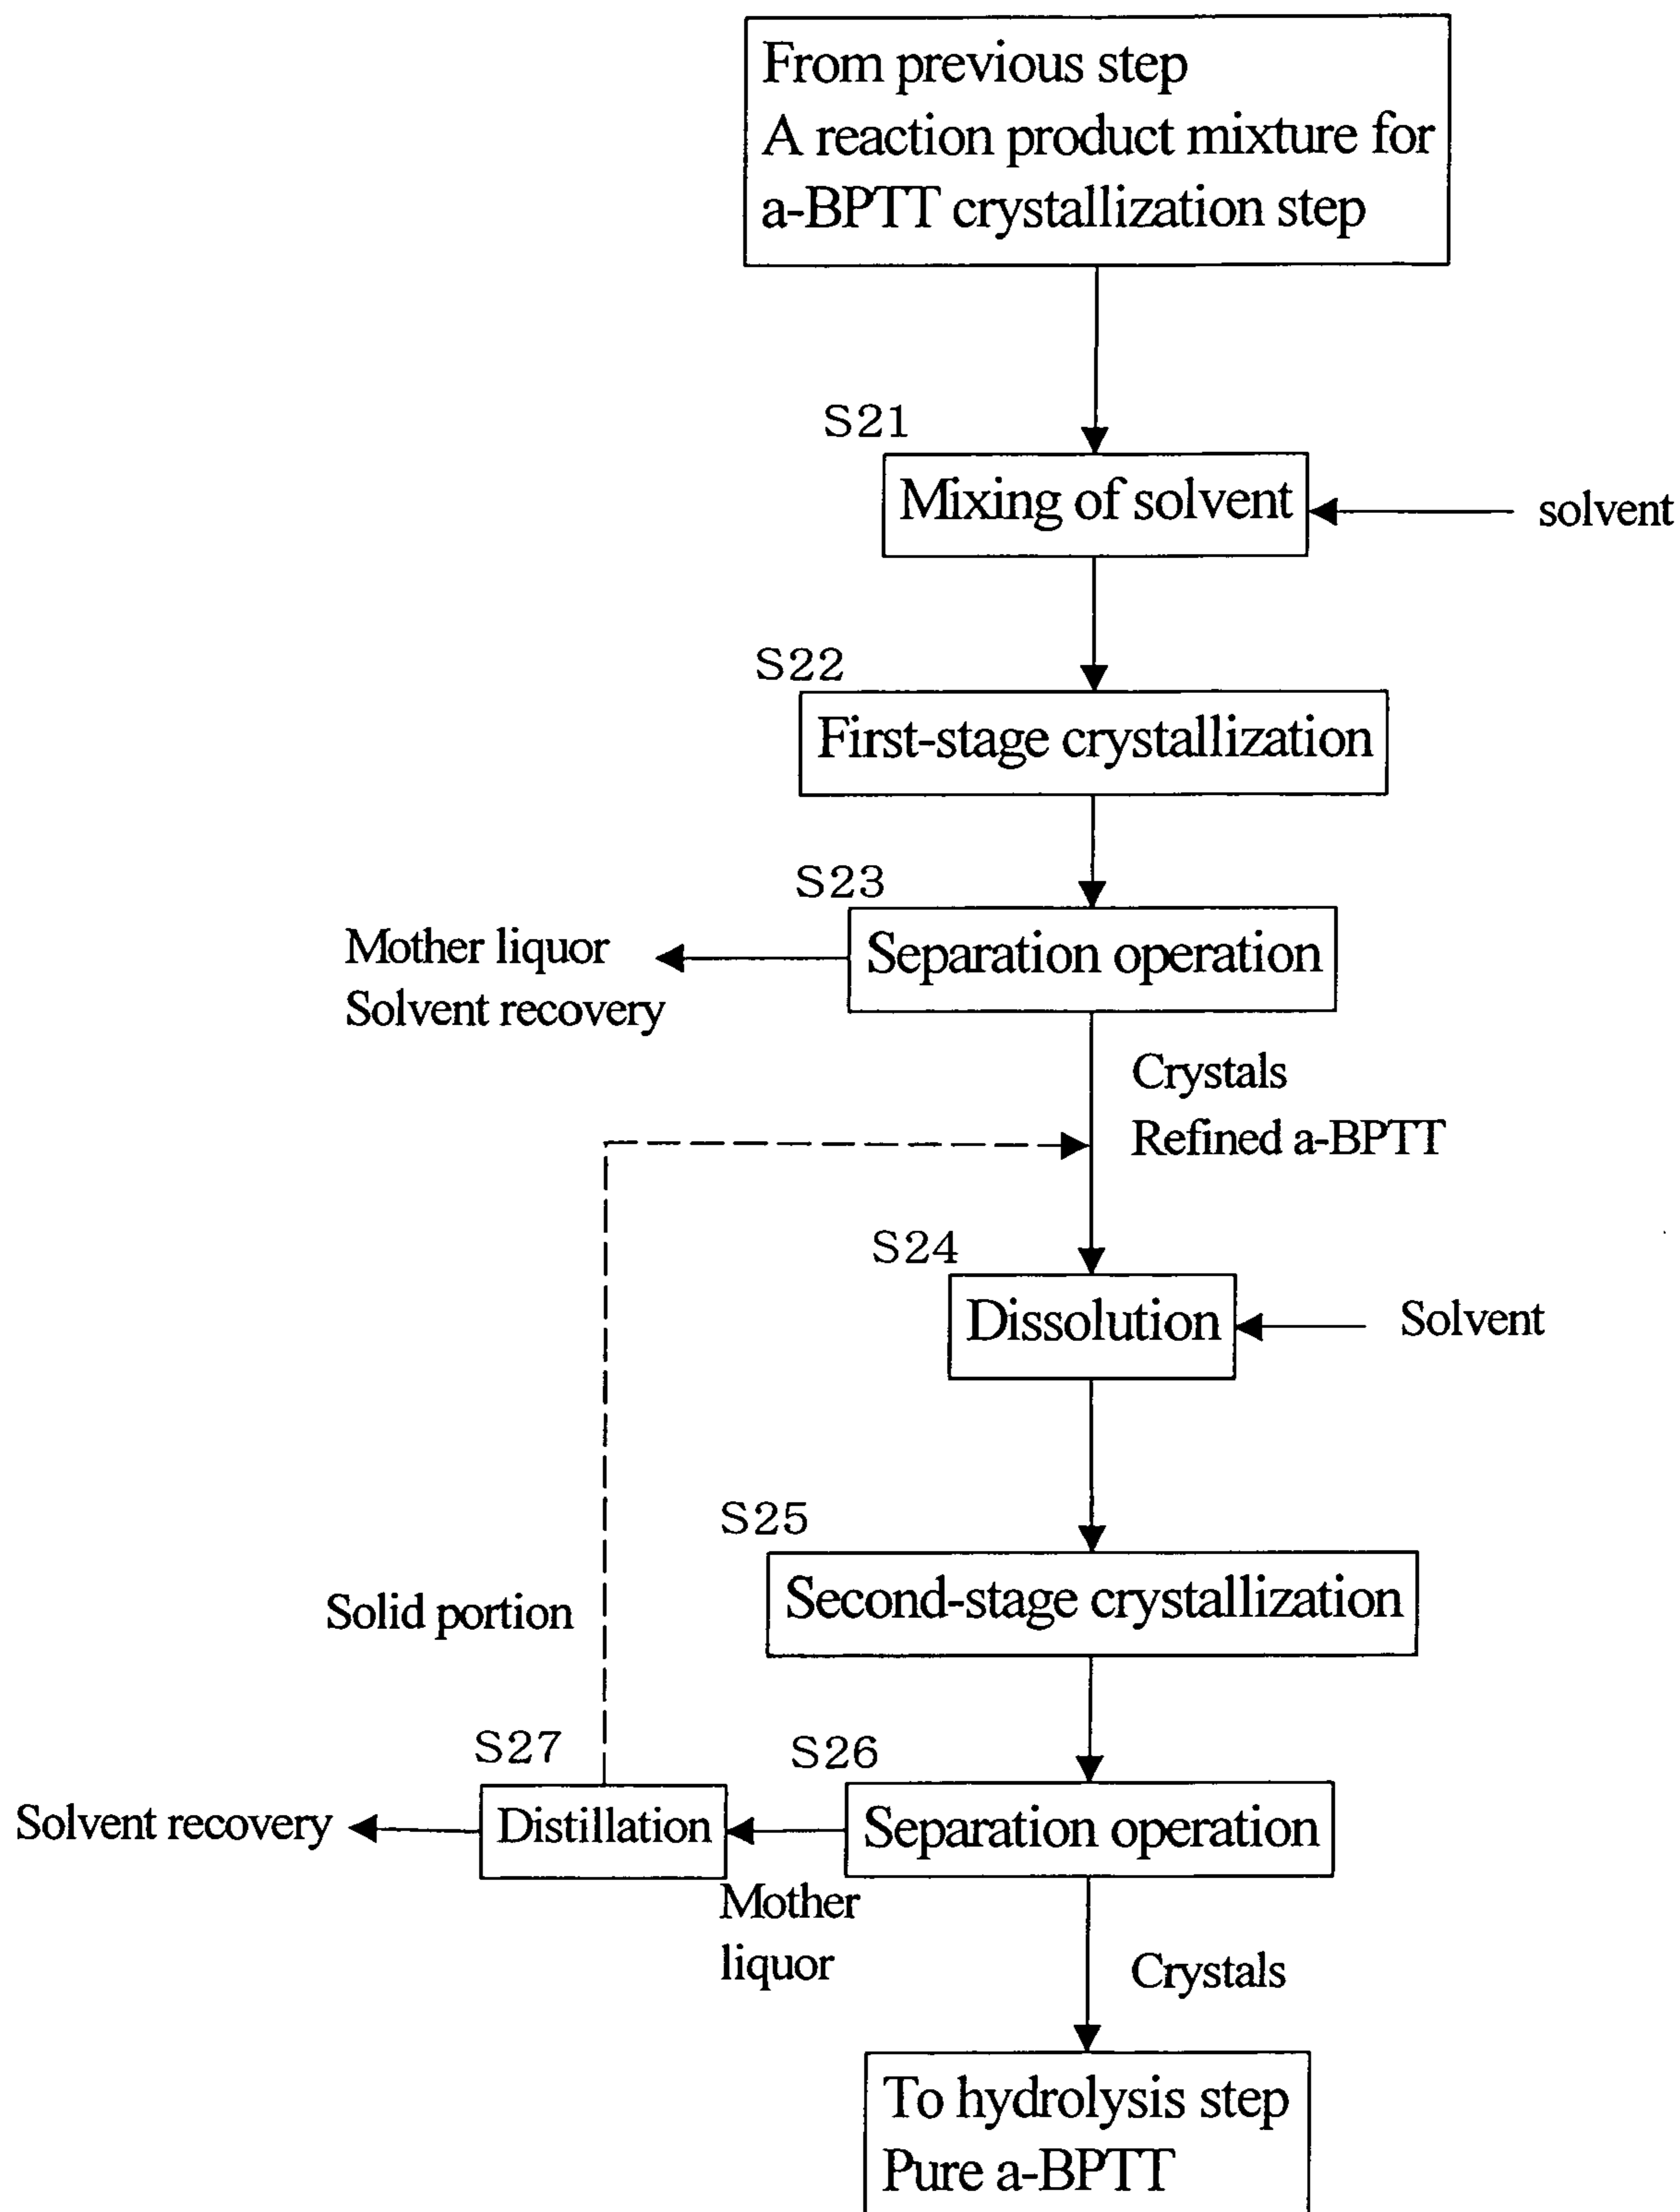 From previous step
A reaction product mixture for
a-BPTT crystallization step
S21
Mixing of solvent
solvent
S22
First-stage crystallization
S23
Separation operation
Mother liquor
Solvent recovery
Crystals
Refined a-BPTT
S24
Dissolution
Solvent
S25
Second-stage crystallization
Solid portion
S27
S26
Solvent recovery
Distillation
Separation operation
Mother
liquor
Crystals
To hydrolysis step
Pure a-BPTT